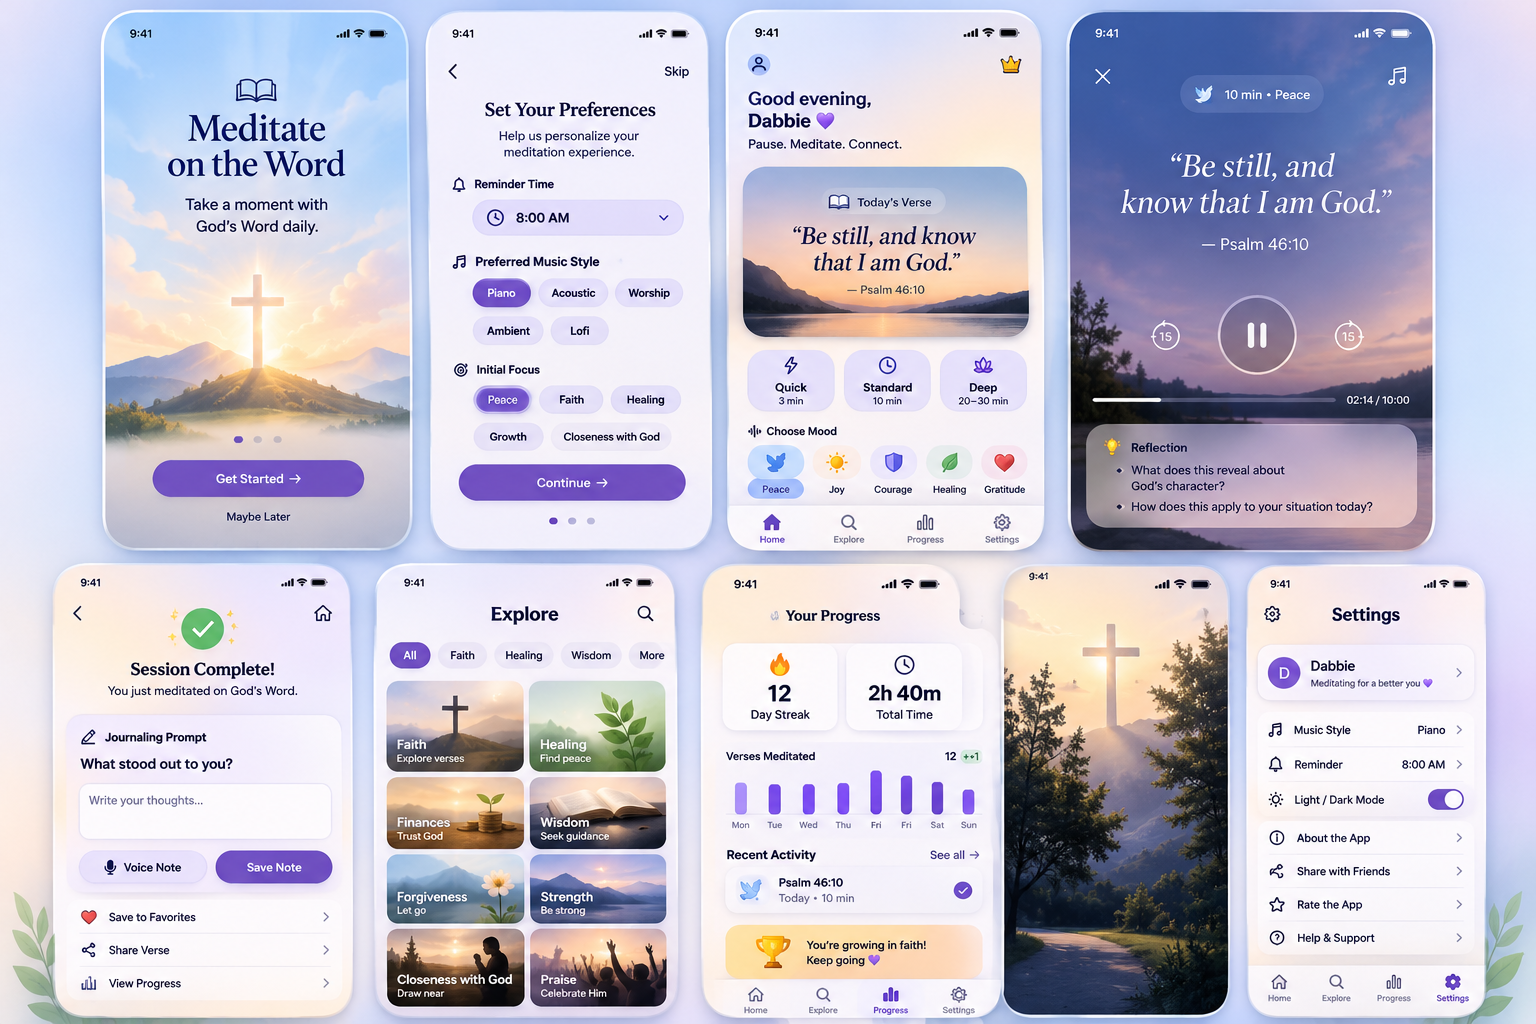 9:41
Meditate
on the Word
Take a moment with
God's Word daily.
Get Started →
Maybe Later
9:41
Skip
Set Your Preferences
Help us personalize your
meditation experience.
Reminder Time
8:00 AM
Preferred Music Style
Piano
Acoustic
Worship
Ambient
Lofi
Initial Focus
Peace
Faith
Healing
Growth
Closeness with God
Continue →
9:41
Good evening,
Dabbie 💜
Pause. Meditate. Connect.
Today's Verse
“Be still, and know
that I am God.”
— Psalm 46:10
Quick
3 min
Standard
10 min
Deep
20–30 min
Choose Mood
Peace
Joy
Courage
Healing
Gratitude
Home
Explore
Progress
Settings
9:41
10 min • Peace
“Be still, and
know that I am God.”
— Psalm 46:10
15
15
02:14 / 10:00
Reflection
• What does this reveal about
God's character?
• How does this apply to your situation today?
9:41
Session Complete!
You just meditated on God's Word.
Journaling Prompt
What stood out to you?
Write your thoughts...
Voice Note
Save Note
Save to Favorites
Share Verse
View Progress
9:41
Explore
All
Faith
Healing
Wisdom
More
Faith
Explore verses
Healing
Find peace
Finances
Trust God
Wisdom
Seek guidance
Forgiveness
Let go
Strength
Be strong
Closeness with God
Draw near
Praise
Celebrate Him
9:41
Your Progress
12
Day Streak
2h 40m
Total Time
Verses Meditated
12 ++1
Mon
Tue
Wed
Thu
Fri
Fri
Sat
Sun
Recent Activity
See all →
Psalm 46:10
Today • 10 min
You're growing in faith!
Keep going 💜
Home
Explore
Progress
Settings
9:41
9:41
Settings
D
Dabbie
Meditating for a better you 💜
Music Style
Piano
Reminder
8:00 AM
Light / Dark Mode
About the App
Share with Friends
Rate the App
Help & Support
Home
Explore
Progress
Settings